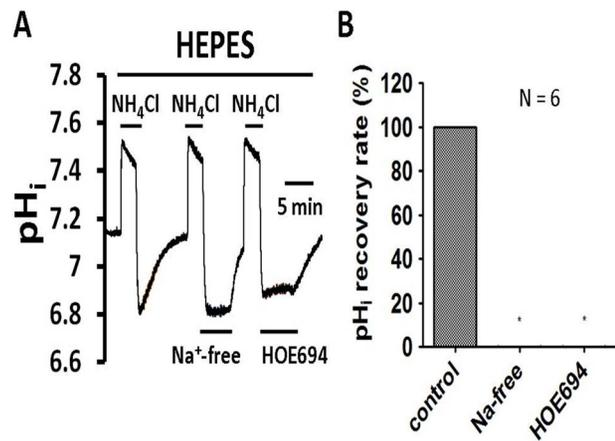 A
HEPES
7.8
7.6
7.4
7.2
7
6.8
6.6
pHi
NH4Cl NH4Cl NH4Cl
5 min
Na+-free HOE694
B
pHi recovery rate (%)
120
100
80
60
40
20
0
N = 6
* *
control Na-free HOE694